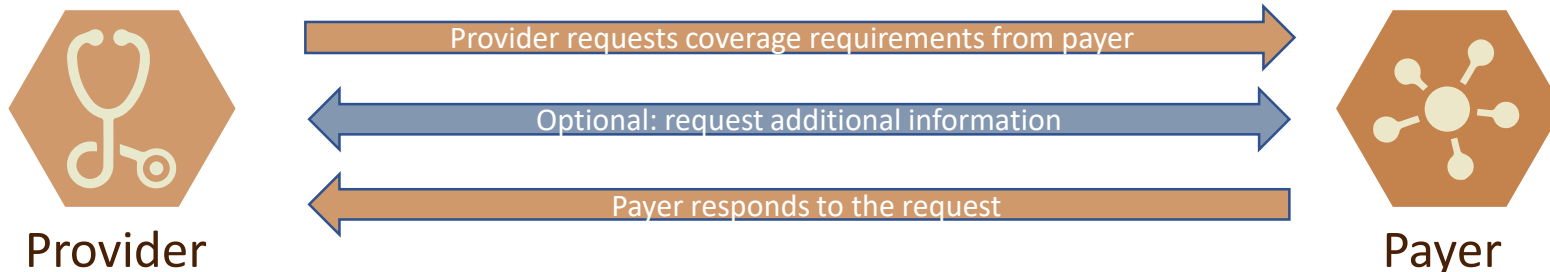 Provider requests coverage requirements from payer
Optional: request additional information
Payer responds to the request
Provider
Payer